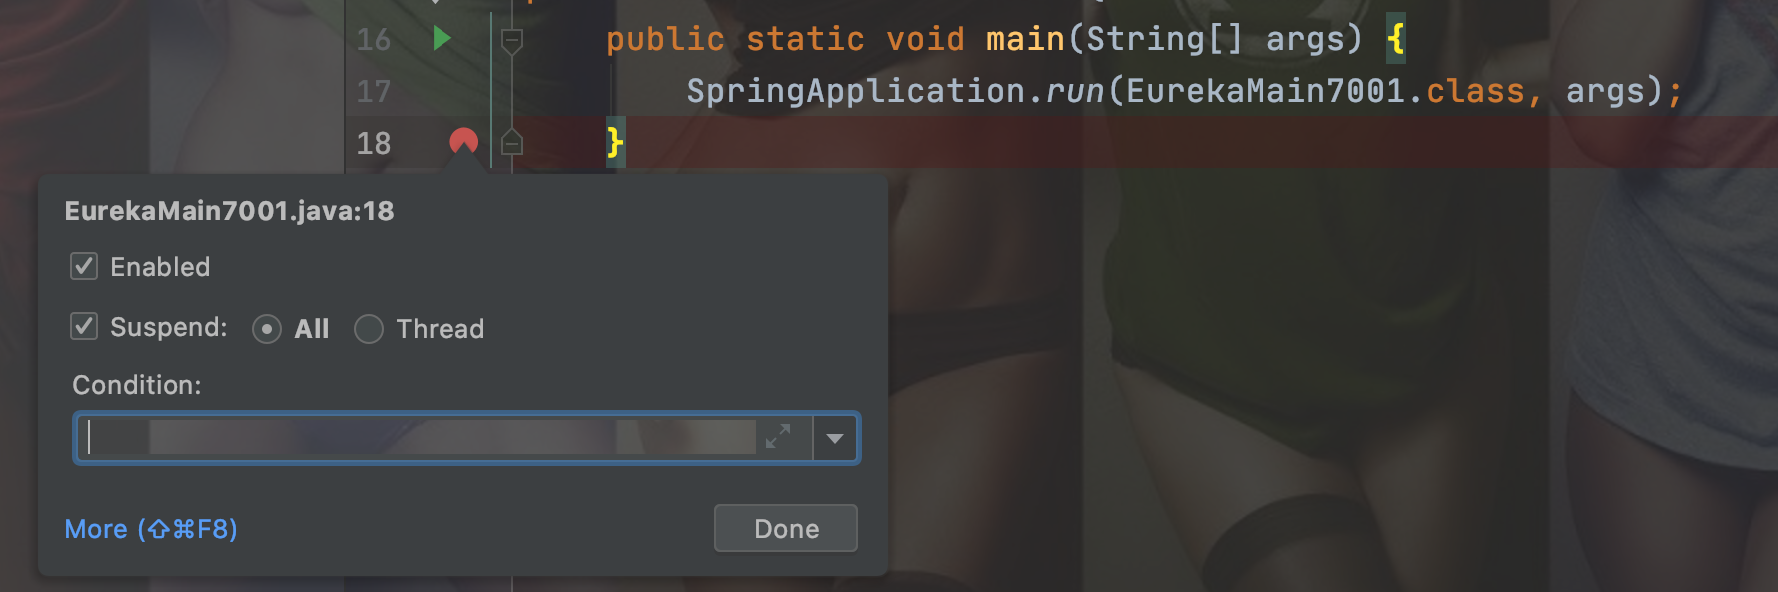 16 public static void main(String[] args) {
17 SpringApplication.run(EurekaMain7001.class, args);
18 }
EurekaMain7001.java:18
Enabled
Suspend: All Thread
Condition:
More (⇧⌘F8) Done